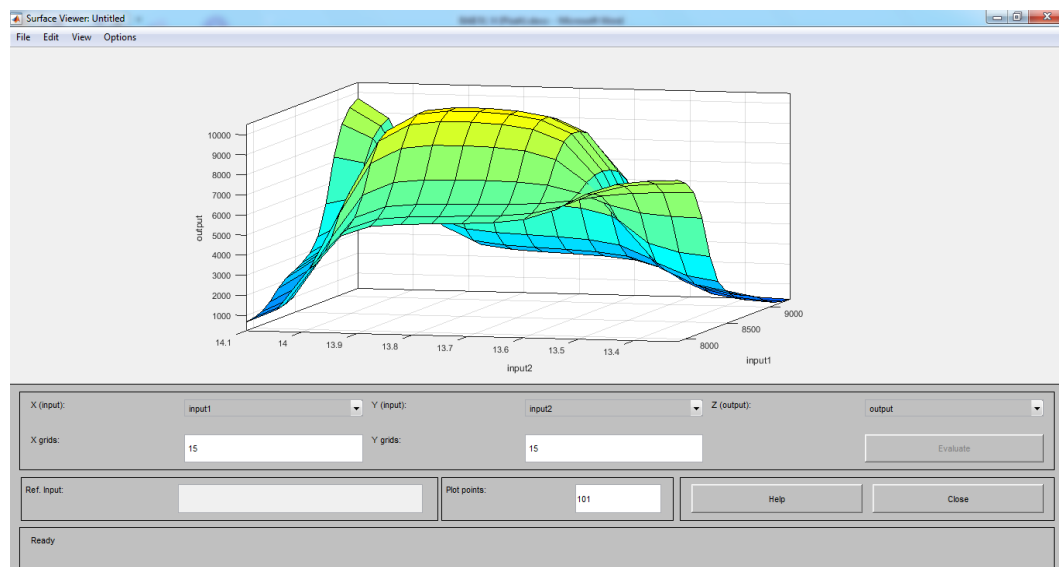 Surface Viewer: Untitled
File Edit View Options
10000
9000
8000
7000
6000
5000
4000
3000
2000
1000
output
14.1
14
13.9
13.8
13.7
13.6
13.5
13.4
input2
8000
8500
9000
input1
X (input): input1 Y (input): input2 Z (output): output
X grids: 15 Y grids: 15 Evaluate
Ref. Input: Plot points: 101 Help Close
Ready